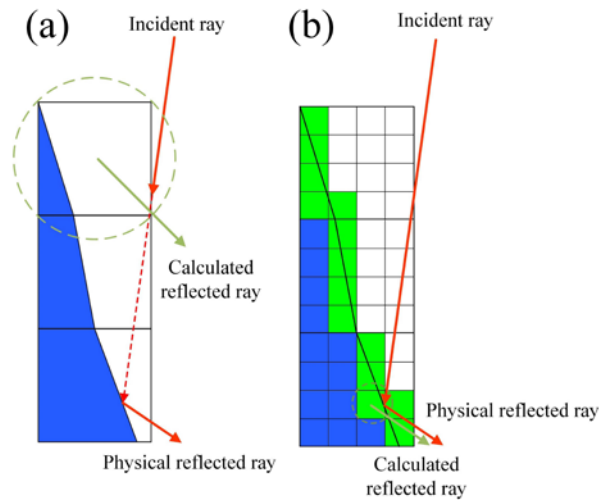 (a)
Incident ray
Calculated
reflected ray
Physical reflected ray
(b)
Incident ray
Physical reflected ray
Calculated
reflected ray